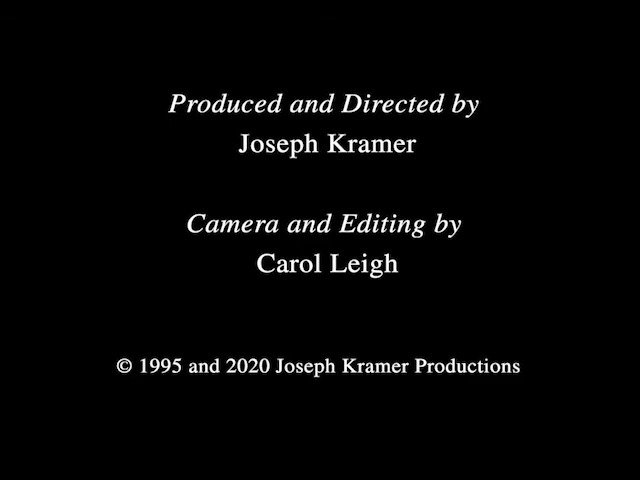 Produced and Directed by
Joseph Kramer
Camera and Editing by
Carol Leigh
© 1995 and 2020 Joseph Kramer Productions